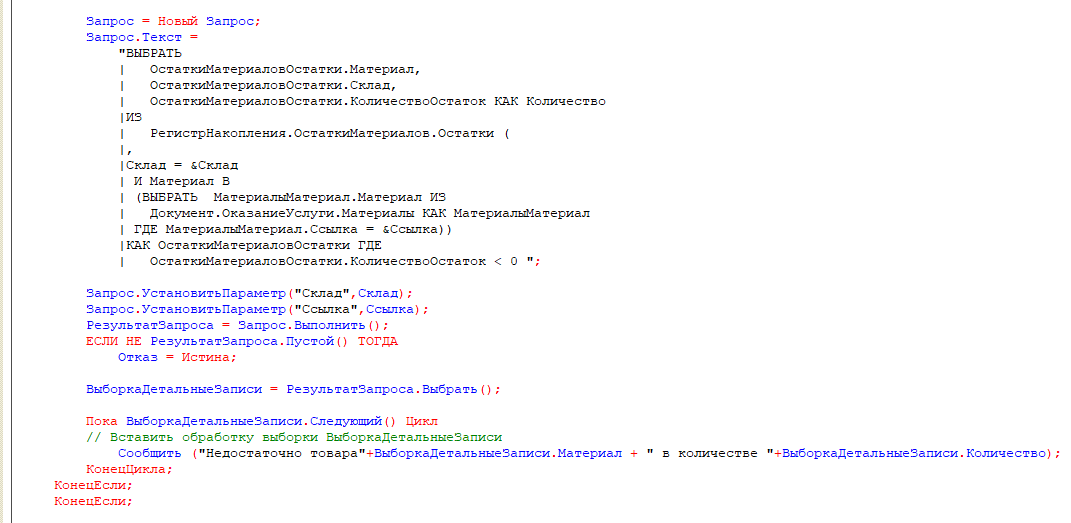 Запрос = Новый Запрос;
Запрос.Текст =
"ВЫБРАТЬ
|   ОстаткиМатериаловОстатки.Материал,
|   ОстаткиМатериаловОстатки.Склад,
|   ОстаткиМатериаловОстатки.КоличествоОстаток КАК Количество
|ИЗ
|   РегистрНакопления.ОстаткиМатериалов.Остатки (
|,
|Склад = &Склад
| И Материал В
| (ВЫБРАТЬ  МатериалыМатериал.Материал ИЗ
|   Документ.ОказаниеУслуги.Материалы КАК МатериалыМатериал
| ГДЕ МатериалыМатериал.Ссылка = &Ссылка))
|КАК ОстаткиМатериаловОстатки ГДЕ
|   ОстаткиМатериаловОстатки.КоличествоОстаток < 0 ";
Запрос.УстановитьПараметр("Склад",Склад);
Запрос.УстановитьПараметр("Ссылка",Ссылка);
РезультатЗапроса = Запрос.Выполнить();
ЕСЛИ НЕ РезультатЗапроса.Пустой() ТОГДА
Отказ = Истина;
ВыборкаДетальныеЗаписи = РезультатЗапроса.Выбрать();
Пока ВыборкаДетальныеЗаписи.Следующий() Цикл
// Вставить обработку выборки ВыборкаДетальныеЗаписи
Сообщить ("Недостаточно товара"+ВыборкаДетальныеЗаписи.Материал + " в количестве "+ВыборкаДетальныеЗаписи.Количество);
КонецЦикла;
КонецЕсли;
КонецЕсли;